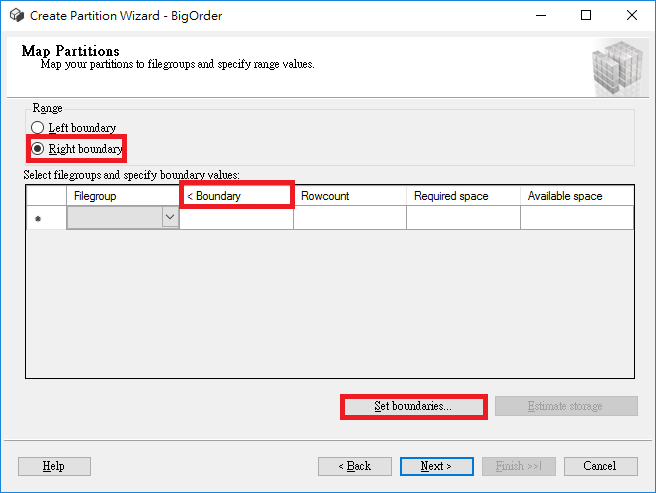 Create Partition Wizard - BigOrder
Map Partitions
Map your partitions to filegroups and specify range values.
Range
Left boundary
Right boundary
Select filegroups and specify boundary values:
Filegroup < Boundary Rowcount Required space Available space
Set boundaries... Estimate storage
Help < Back Next > Finish >>| Cancel